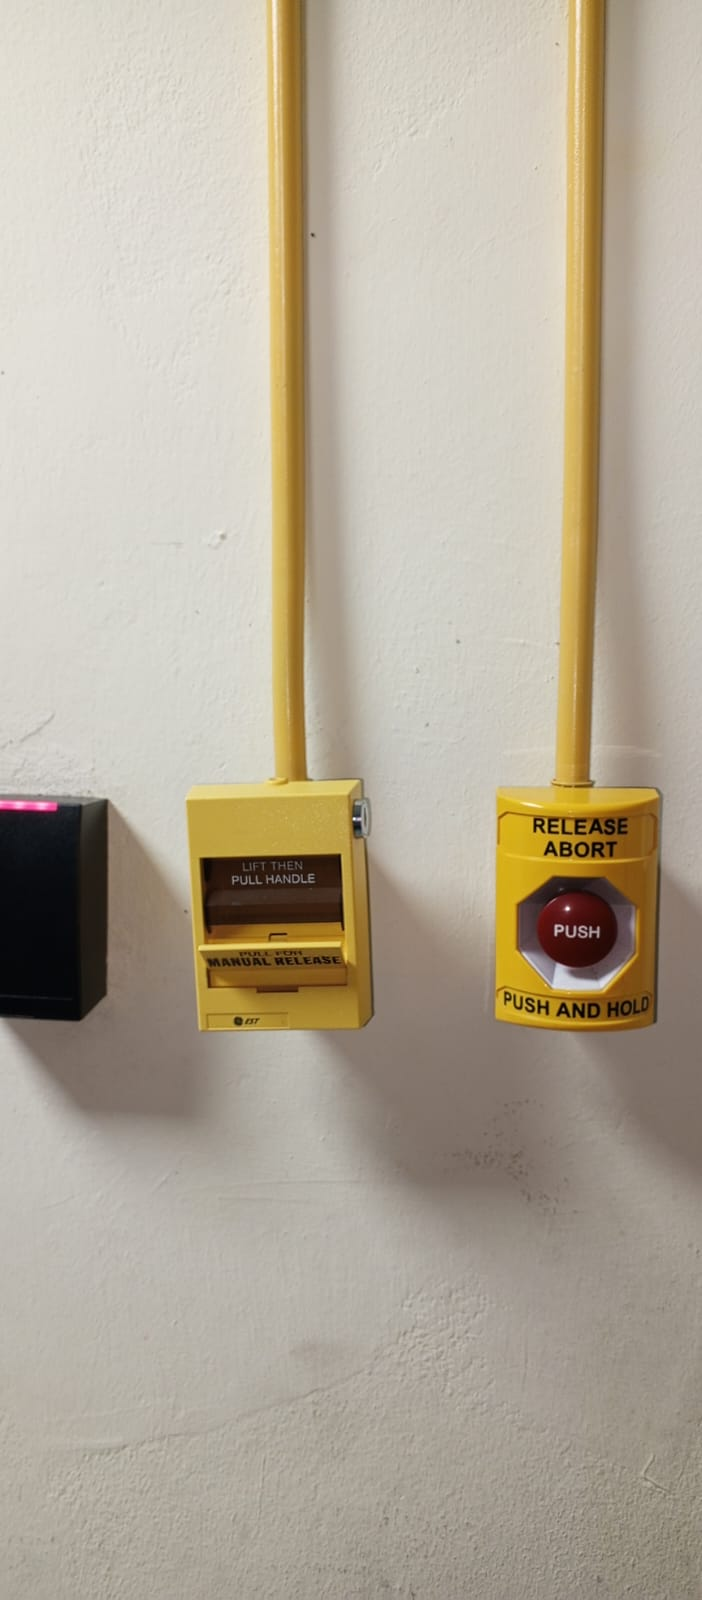 LIFT THEN
PULL HANDLE
PULL FOR
MANUAL RELEASE
EST
RELEASE
ABORT
PUSH
PUSH AND HOLD